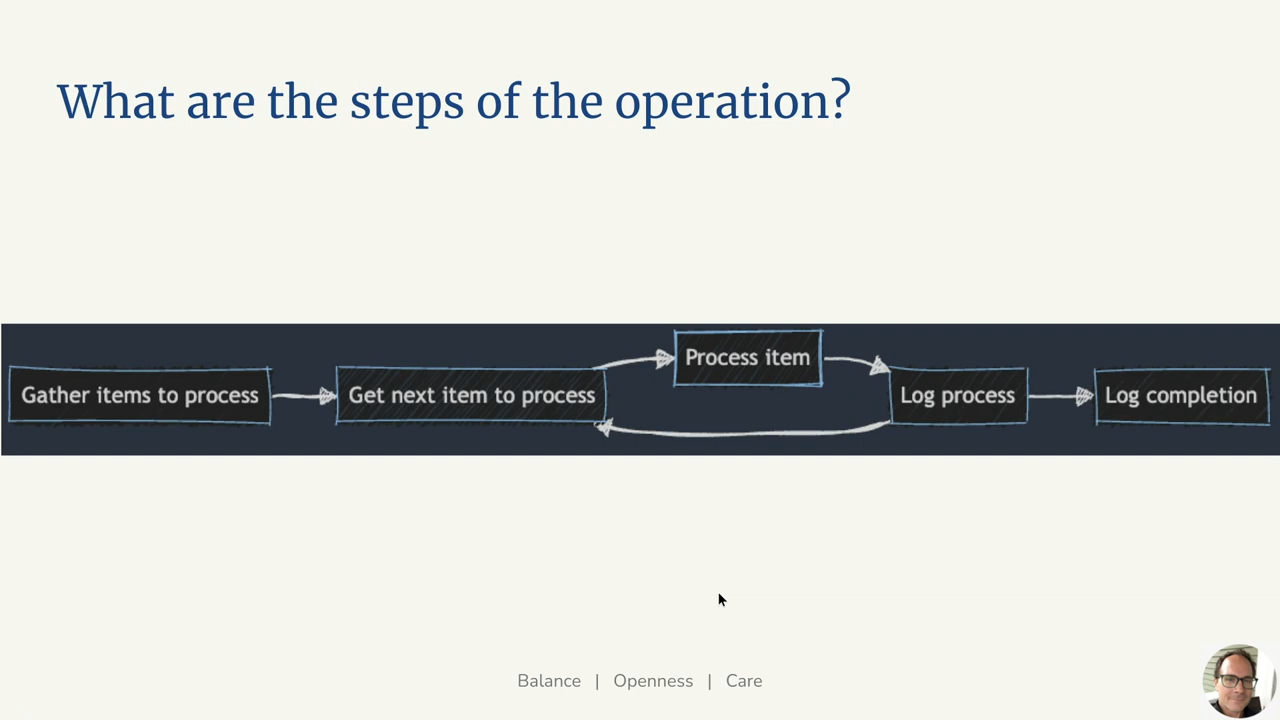 What are the steps of the operation?
Process item
Gather items to process
Get next item to process
Log process
Log completion
Balance | Openness | Care